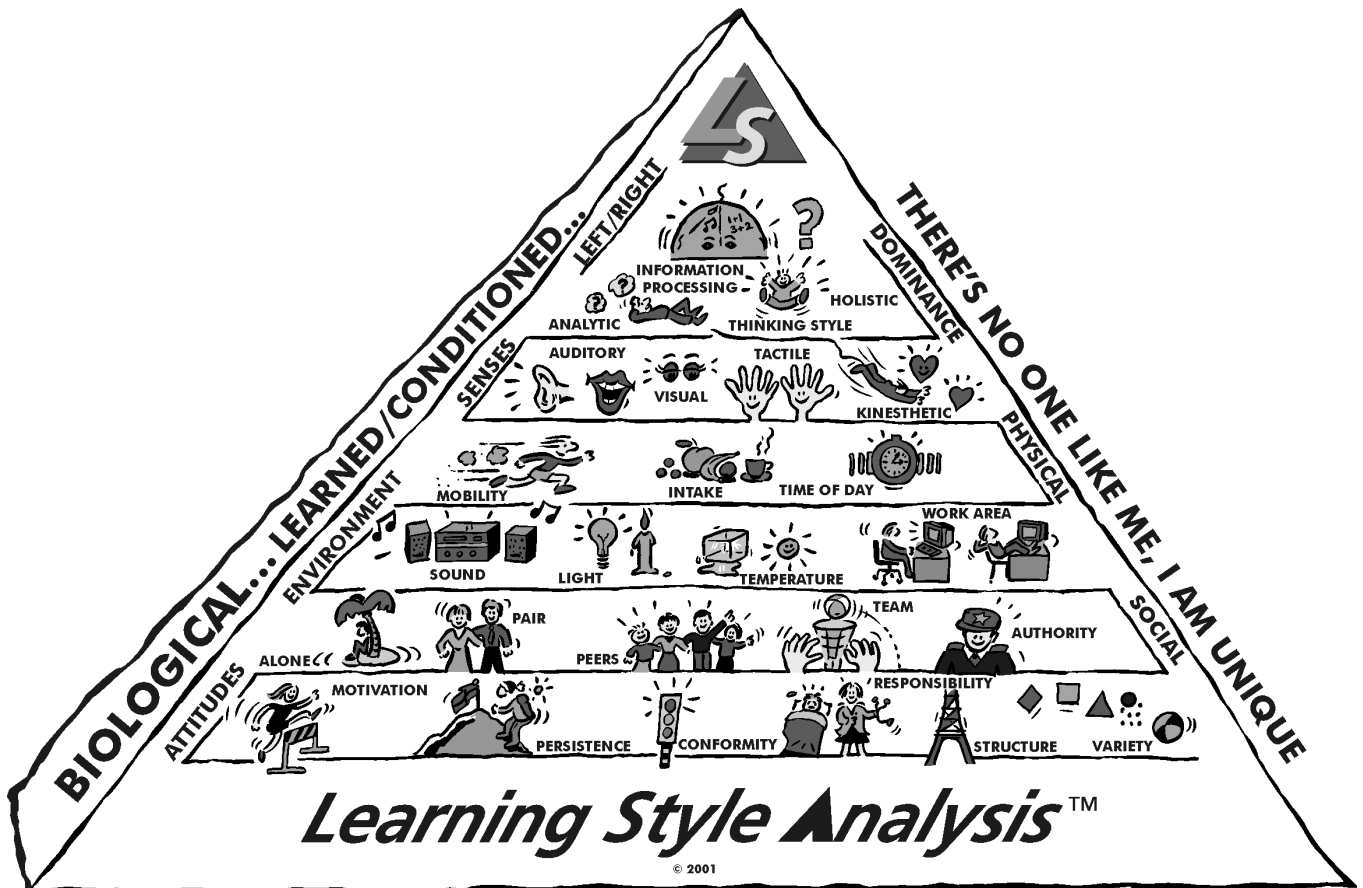 LS
BIOLOGICAL... LEARNED/CONDITIONED...
THERE'S NO ONE LIKE ME, I AM UNIQUE
LEFT/RIGHT
DOMINANCE
1+1
3+2
?
INFORMATION
PROCESSING
? ?
ANALYTIC
THINKING STYLE
HOLISTIC
SENSES
AUDITORY
VISUAL
TACTILE
KINESTHETIC
PHYSICAL
MOBILITY
INTAKE
TIME OF DAY
ENVIRONMENT
SOUND
LIGHT
TEMPERATURE
WORK AREA
SOCIAL
ALONE
PAIR
PEERS
TEAM
AUTHORITY
ATTITUDES
MOTIVATION
PERSISTENCE
CONFORMITY
RESPONSIBILITY
STRUCTURE
VARIETY
Learning Style Analysis™
© 2001